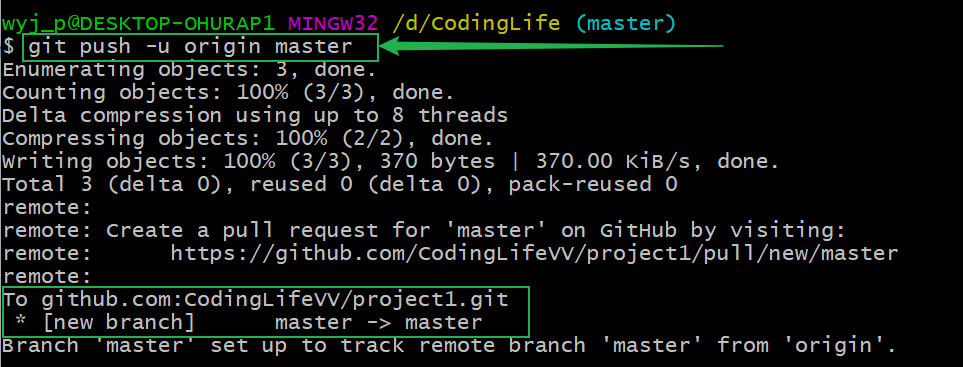 wyj_p@DESKTOP-OHURAP1 MINGW32 /d/CodingLife (master)
$ git push -u origin master
Enumerating objects: 3, done.
Counting objects: 100% (3/3), done.
Delta compression using up to 8 threads
Compressing objects: 100% (2/2), done.
Writing objects: 100% (3/3), 370 bytes | 370.00 KiB/s, done.
Total 3 (delta 0), reused 0 (delta 0), pack-reused 0
remote:
remote: Create a pull request for 'master' on GitHub by visiting:
remote:      https://github.com/CodingLifeVV/project1/pull/new/master
remote:
To github.com:CodingLifeVV/project1.git
 * [new branch]      master -> master
Branch 'master' set up to track remote branch 'master' from 'origin'.